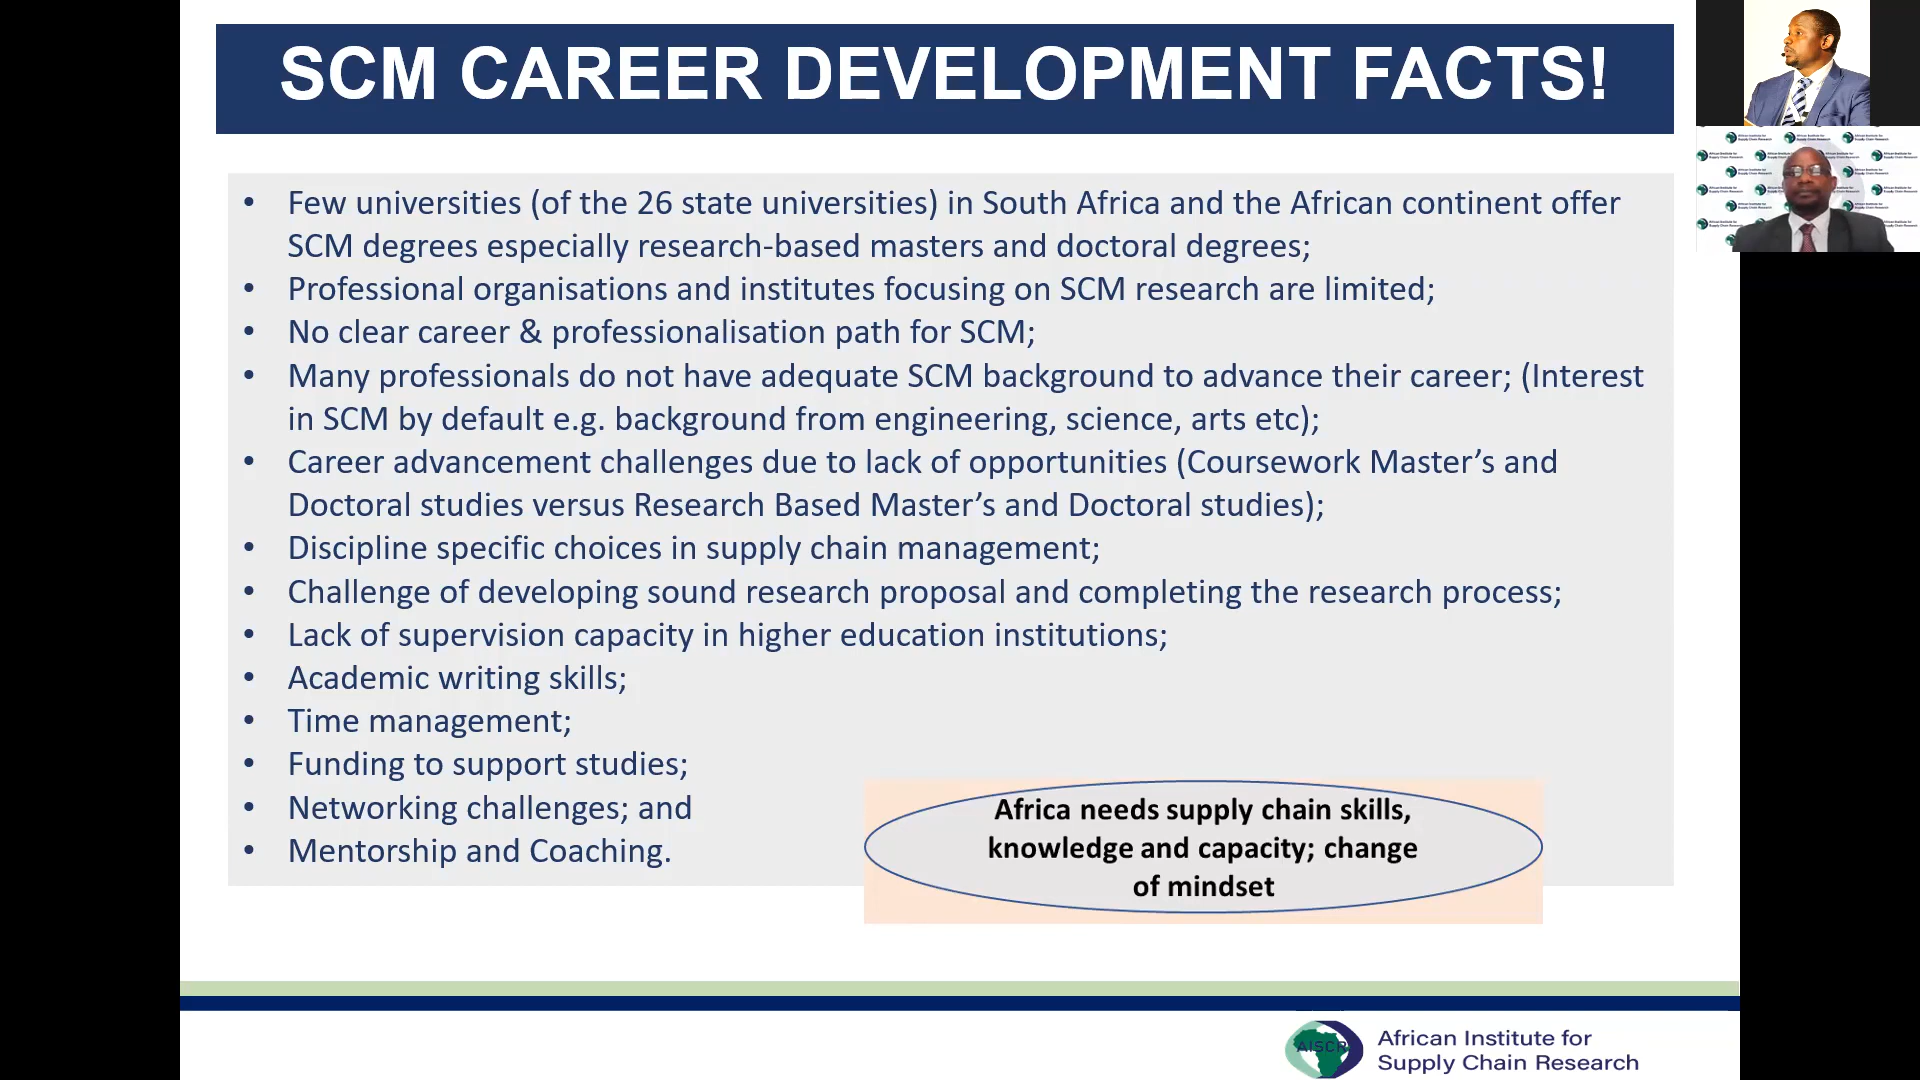 SCM CAREER DEVELOPMENT FACTS!
• Few universities (of the 26 state universities) in South Africa and the African continent offer
SCM degrees especially research-based masters and doctoral degrees;
• Professional organisations and institutes focusing on SCM research are limited;
• No clear career & professionalisation path for SCM;
• Many professionals do not have adequate SCM background to advance their career; (Interest
in SCM by default e.g. background from engineering, science, arts etc);
• Career advancement challenges due to lack of opportunities (Coursework Master’s and
Doctoral studies versus Research Based Master’s and Doctoral studies);
• Discipline specific choices in supply chain management;
• Challenge of developing sound research proposal and completing the research process;
• Lack of supervision capacity in higher education institutions;
• Academic writing skills;
• Time management;
• Funding to support studies;
• Networking challenges; and
• Mentorship and Coaching.
Africa needs supply chain skills,
knowledge and capacity; change
of mindset
AISCR
African Institute for
Supply Chain Research